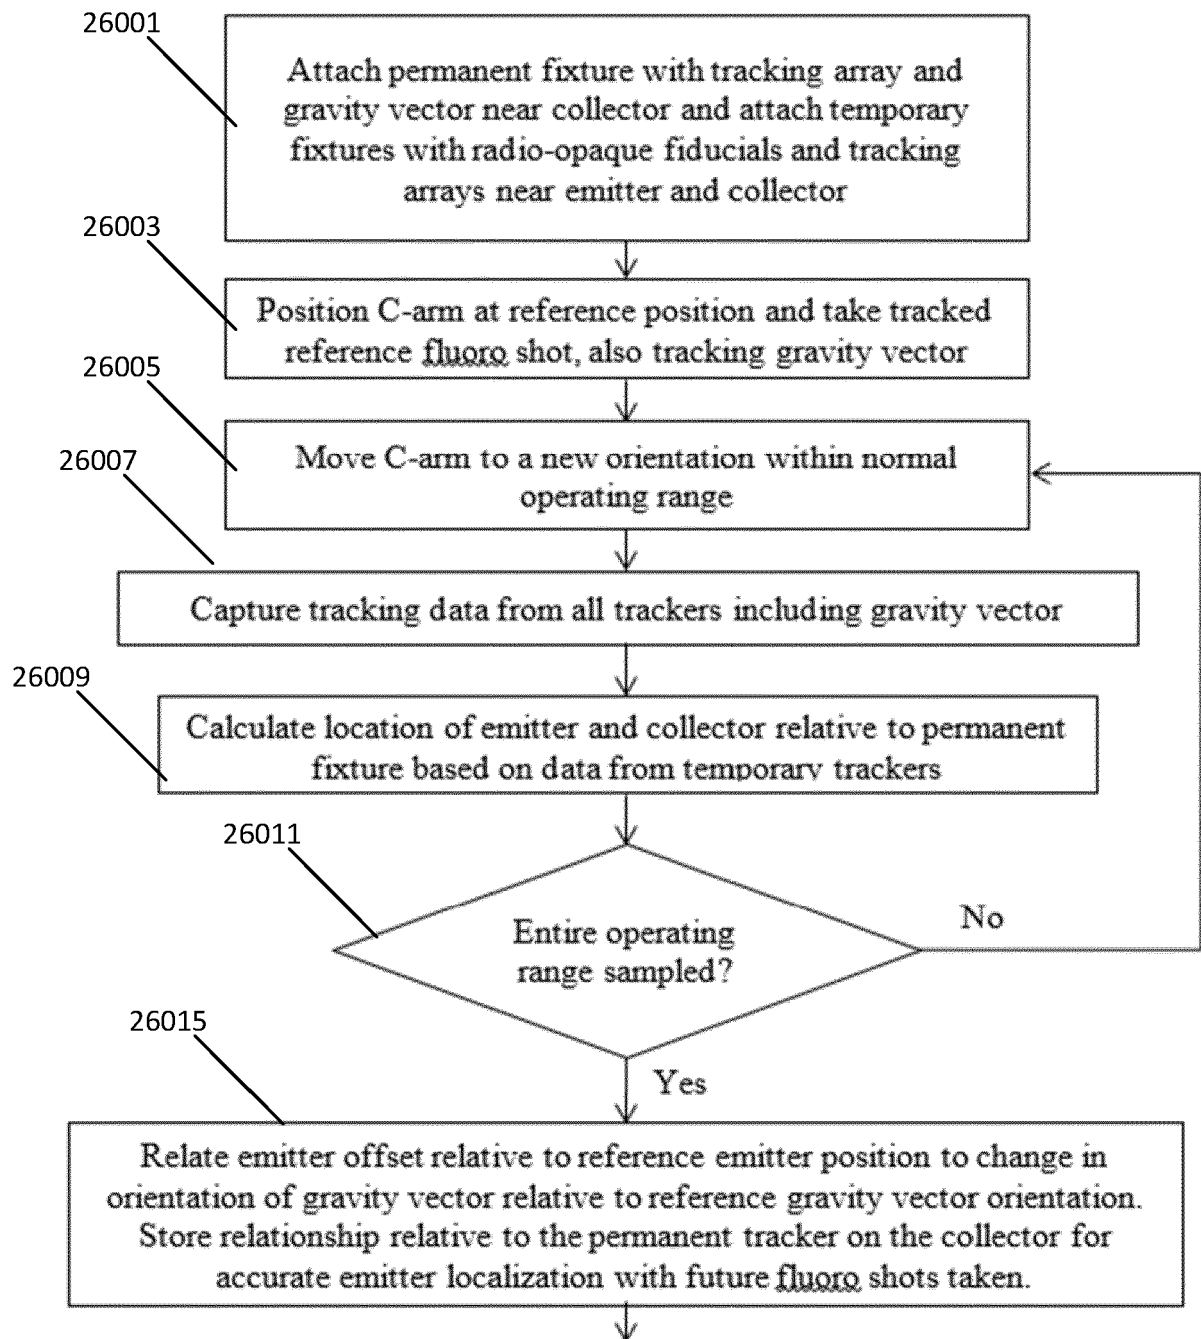 26001
Attach permanent fixture with tracking array and
gravity vector near collector and attach temporary
fixtures with radio-opaque fiducials and tracking
arrays near emitter and collector
26003
Position C-arm at reference position and take tracked
reference fluoro shot, also tracking gravity vector
26005
Move C-arm to a new orientation within normal
operating range
26007
Capture tracking data from all trackers including gravity vector
26009
Calculate location of emitter and collector relative to permanent
fixture based on data from temporary trackers
26011
Entire operating
range sampled?
No
Yes
26015
Relate emitter offset relative to reference emitter position to change in
orientation of gravity vector relative to reference gravity vector orientation.
Store relationship relative to the permanent tracker on the collector for
accurate emitter localization with future fluoro shots taken.